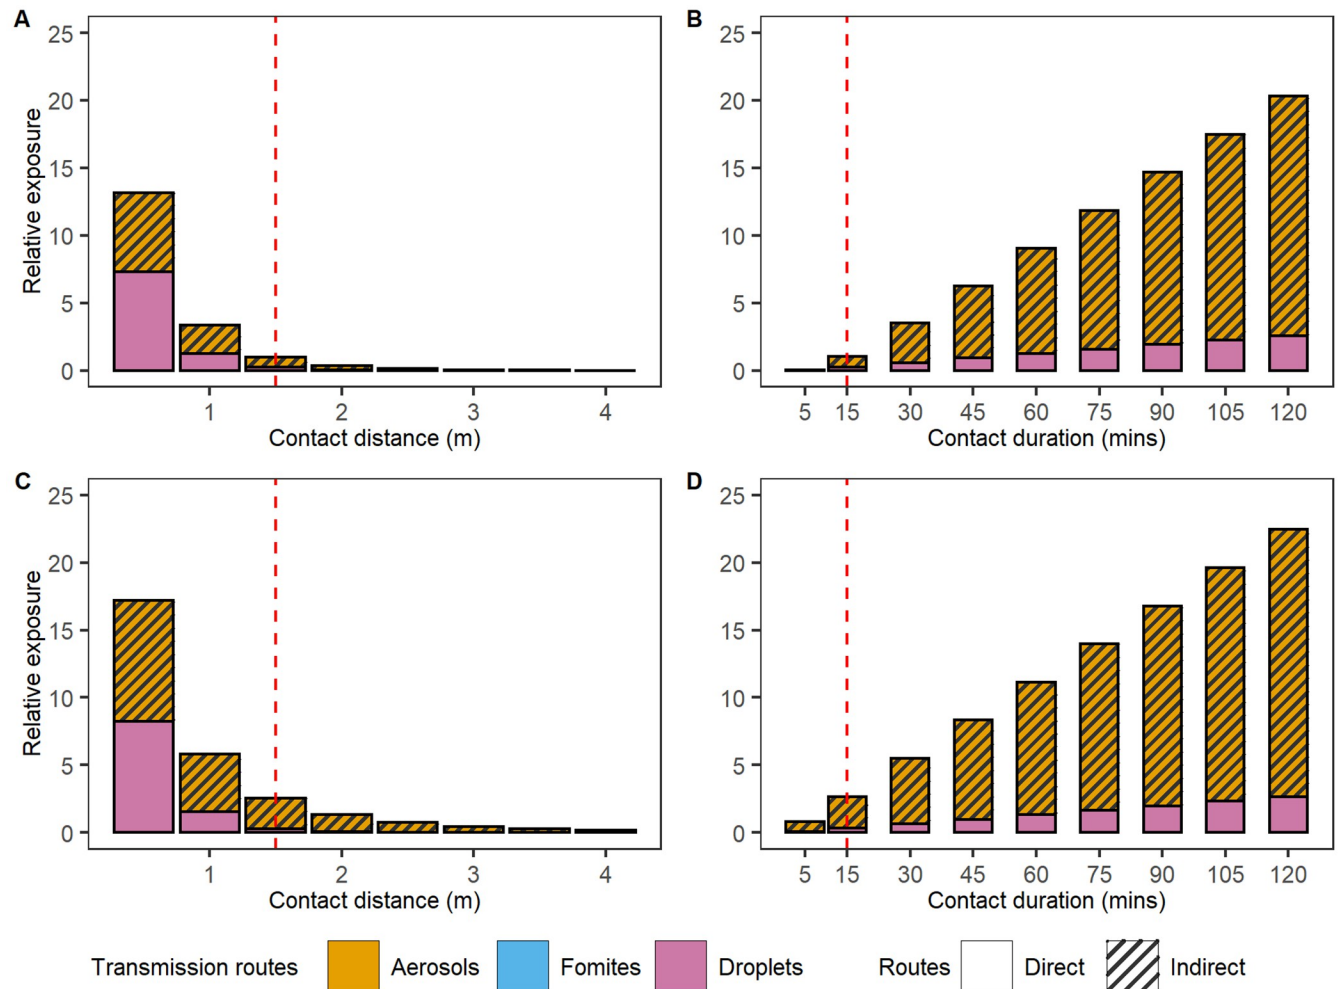 A
25
20
15
10
5
0
Relative exposure
1 2 3 4
Contact distance (m)
B
25
20
15
10
5
0
5 15 30 45 60 75 90 105 120
Contact duration (mins)
C
25
20
15
10
5
0
Relative exposure
1 2 3 4
Contact distance (m)
D
25
20
15
10
5
0
5 15 30 45 60 75 90 105 120
Contact duration (mins)
Transmission routes Aerosols Fomites Droplets Routes Direct Indirect